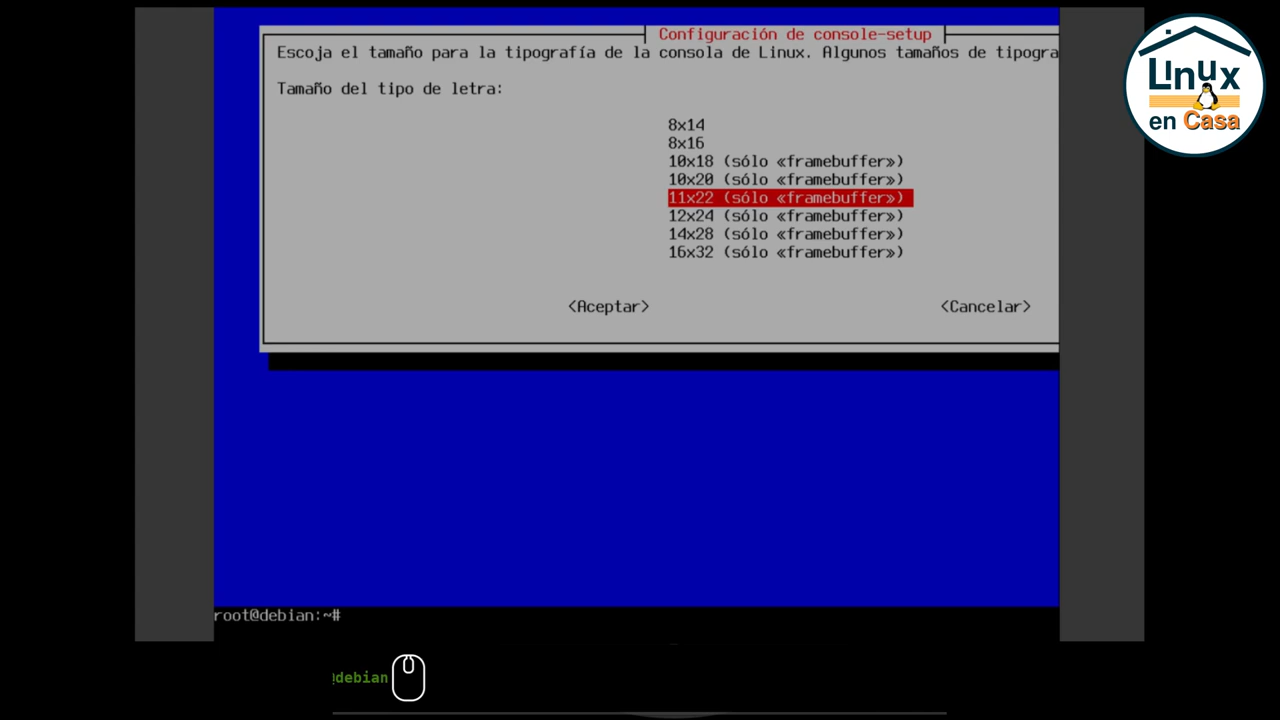 Configuración de console-setup
Escoja el tamaño para la tipografía de la consola de Linux. Algunos tamaños de tipogra
Tamaño del tipo de letra:
8x14
8x16
10x18 (sólo «framebuffer»)
10x20 (sólo «framebuffer»)
11x22 (sólo «framebuffer»)
12x24 (sólo «framebuffer»)
14x28 (sólo «framebuffer»)
16x32 (sólo «framebuffer»)
<Aceptar> <Cancelar>
root@debian:~#
@debian
Linux
en Casa